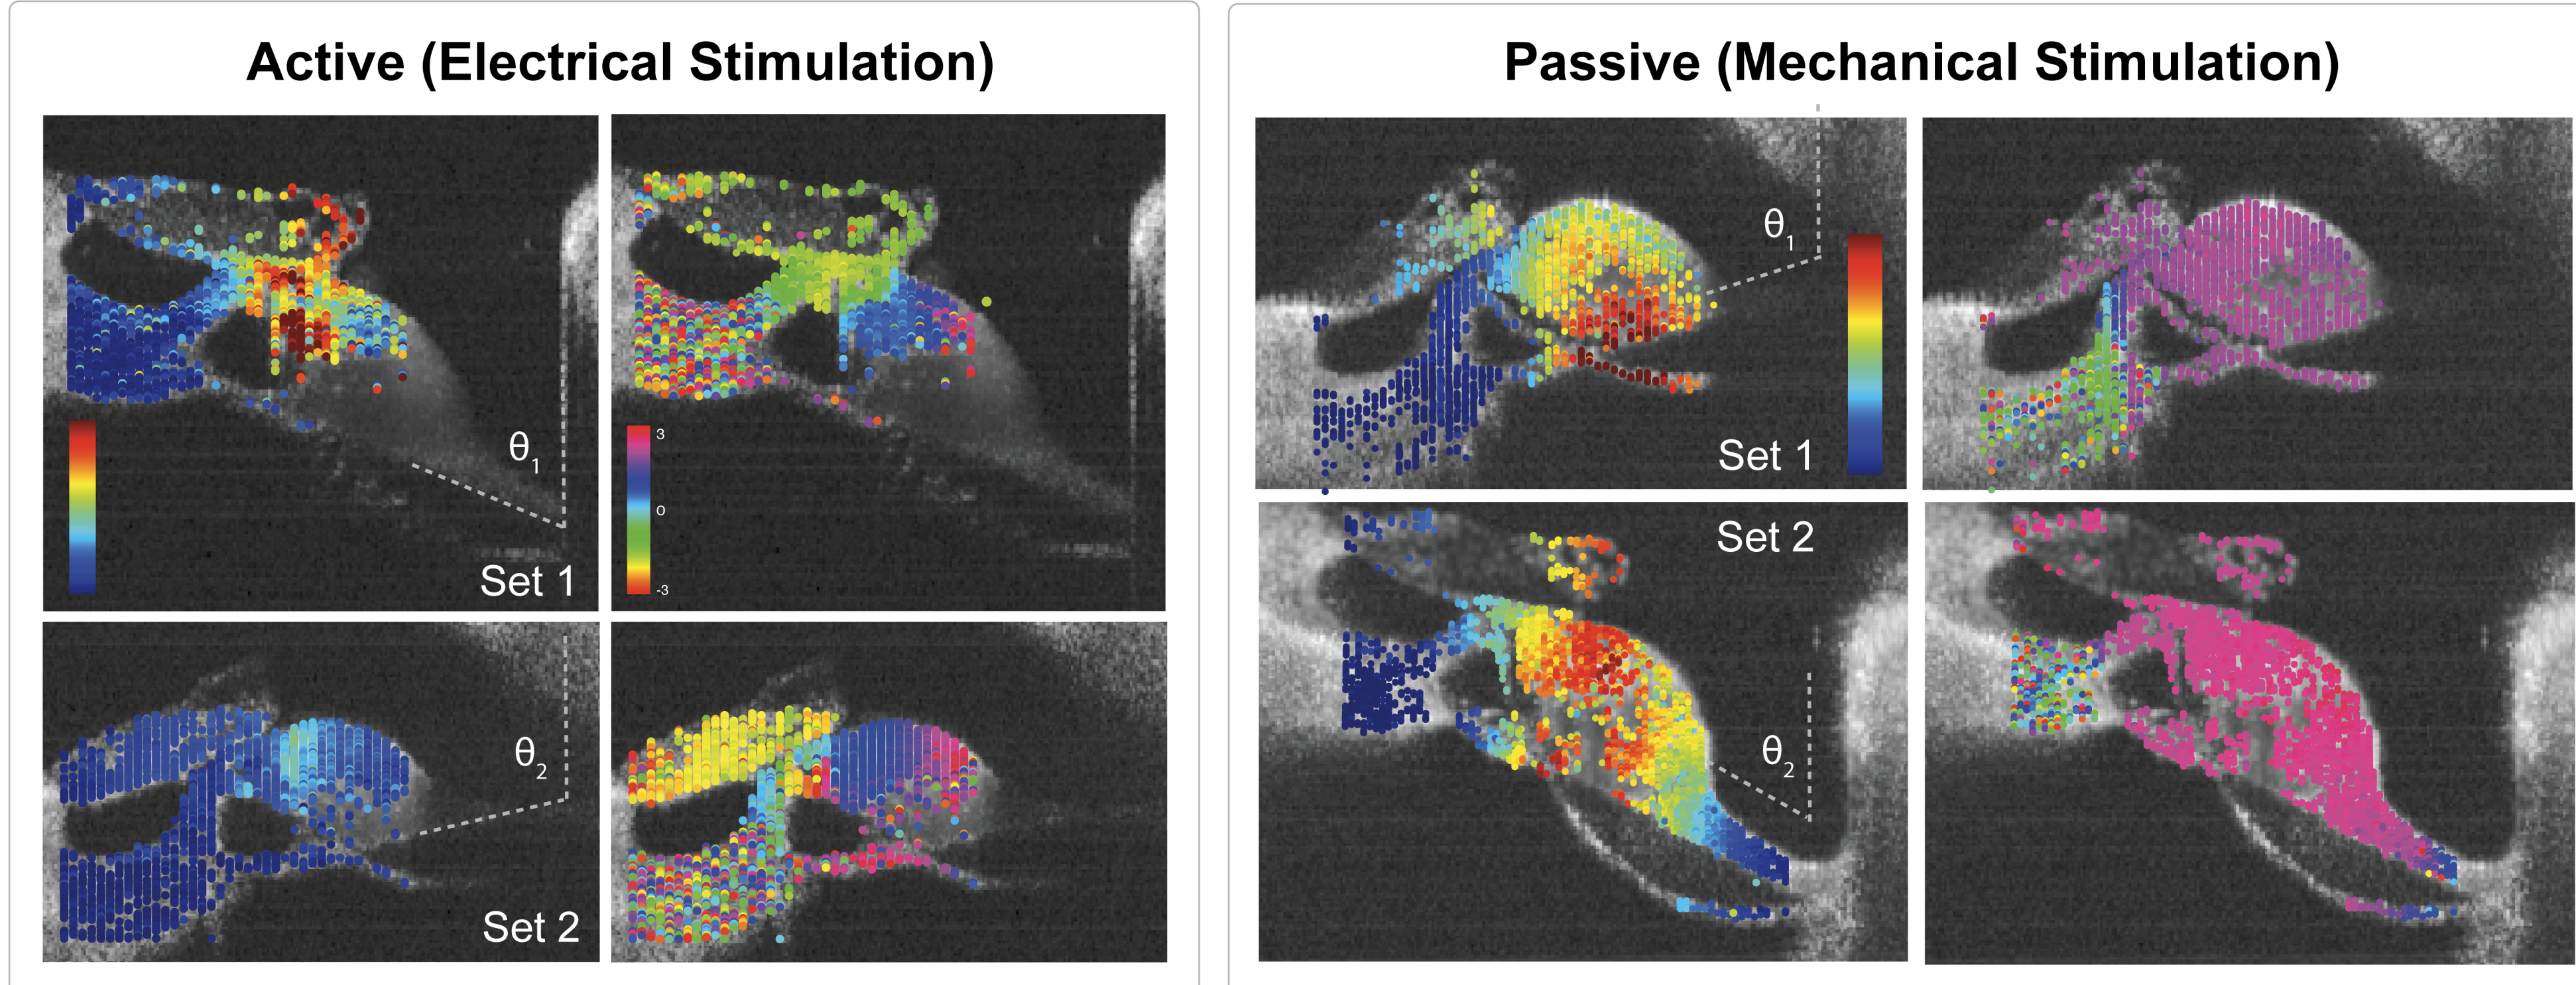 Active (Electrical Stimulation)
θ1
Set 1
3
0
-3
θ2
Set 2
Passive (Mechanical Stimulation)
θ1
Set 1
Set 2
θ2